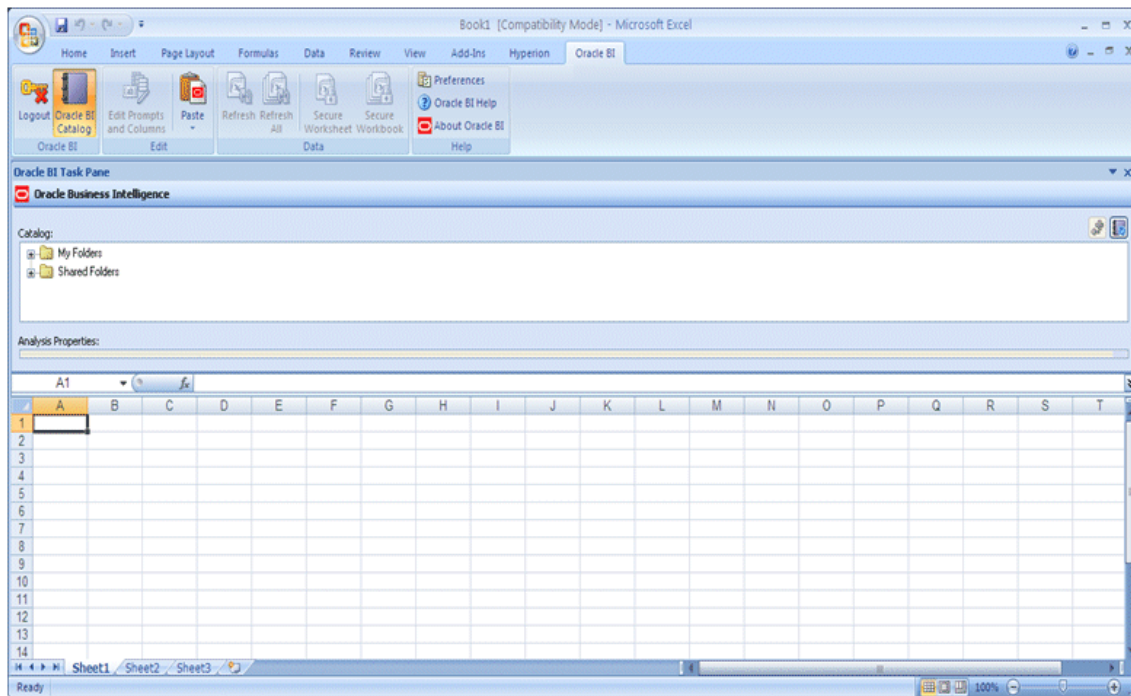 Book1 [Compatibility Mode] - Microsoft Excel
Home Insert Page Layout Formulas Data Review View Add-Ins Hyperion Oracle BI
Logout Oracle BI Catalog Edit Prompts and Columns Paste Refresh Refresh All Secure Worksheet Secure Workbook
Preferences
Oracle BI Help
About Oracle BI
Oracle BI Edit Data Help
Oracle BI Task Pane
Oracle Business Intelligence
Catalog:
My Folders
Shared Folders
Analysis Properties:
A1 fx
A B C D E F G H I J K L M N O P Q R S T
1
2
3
4
5
6
7
8
9
10
11
12
13
14
Sheet1 Sheet2 Sheet3
Ready 100%